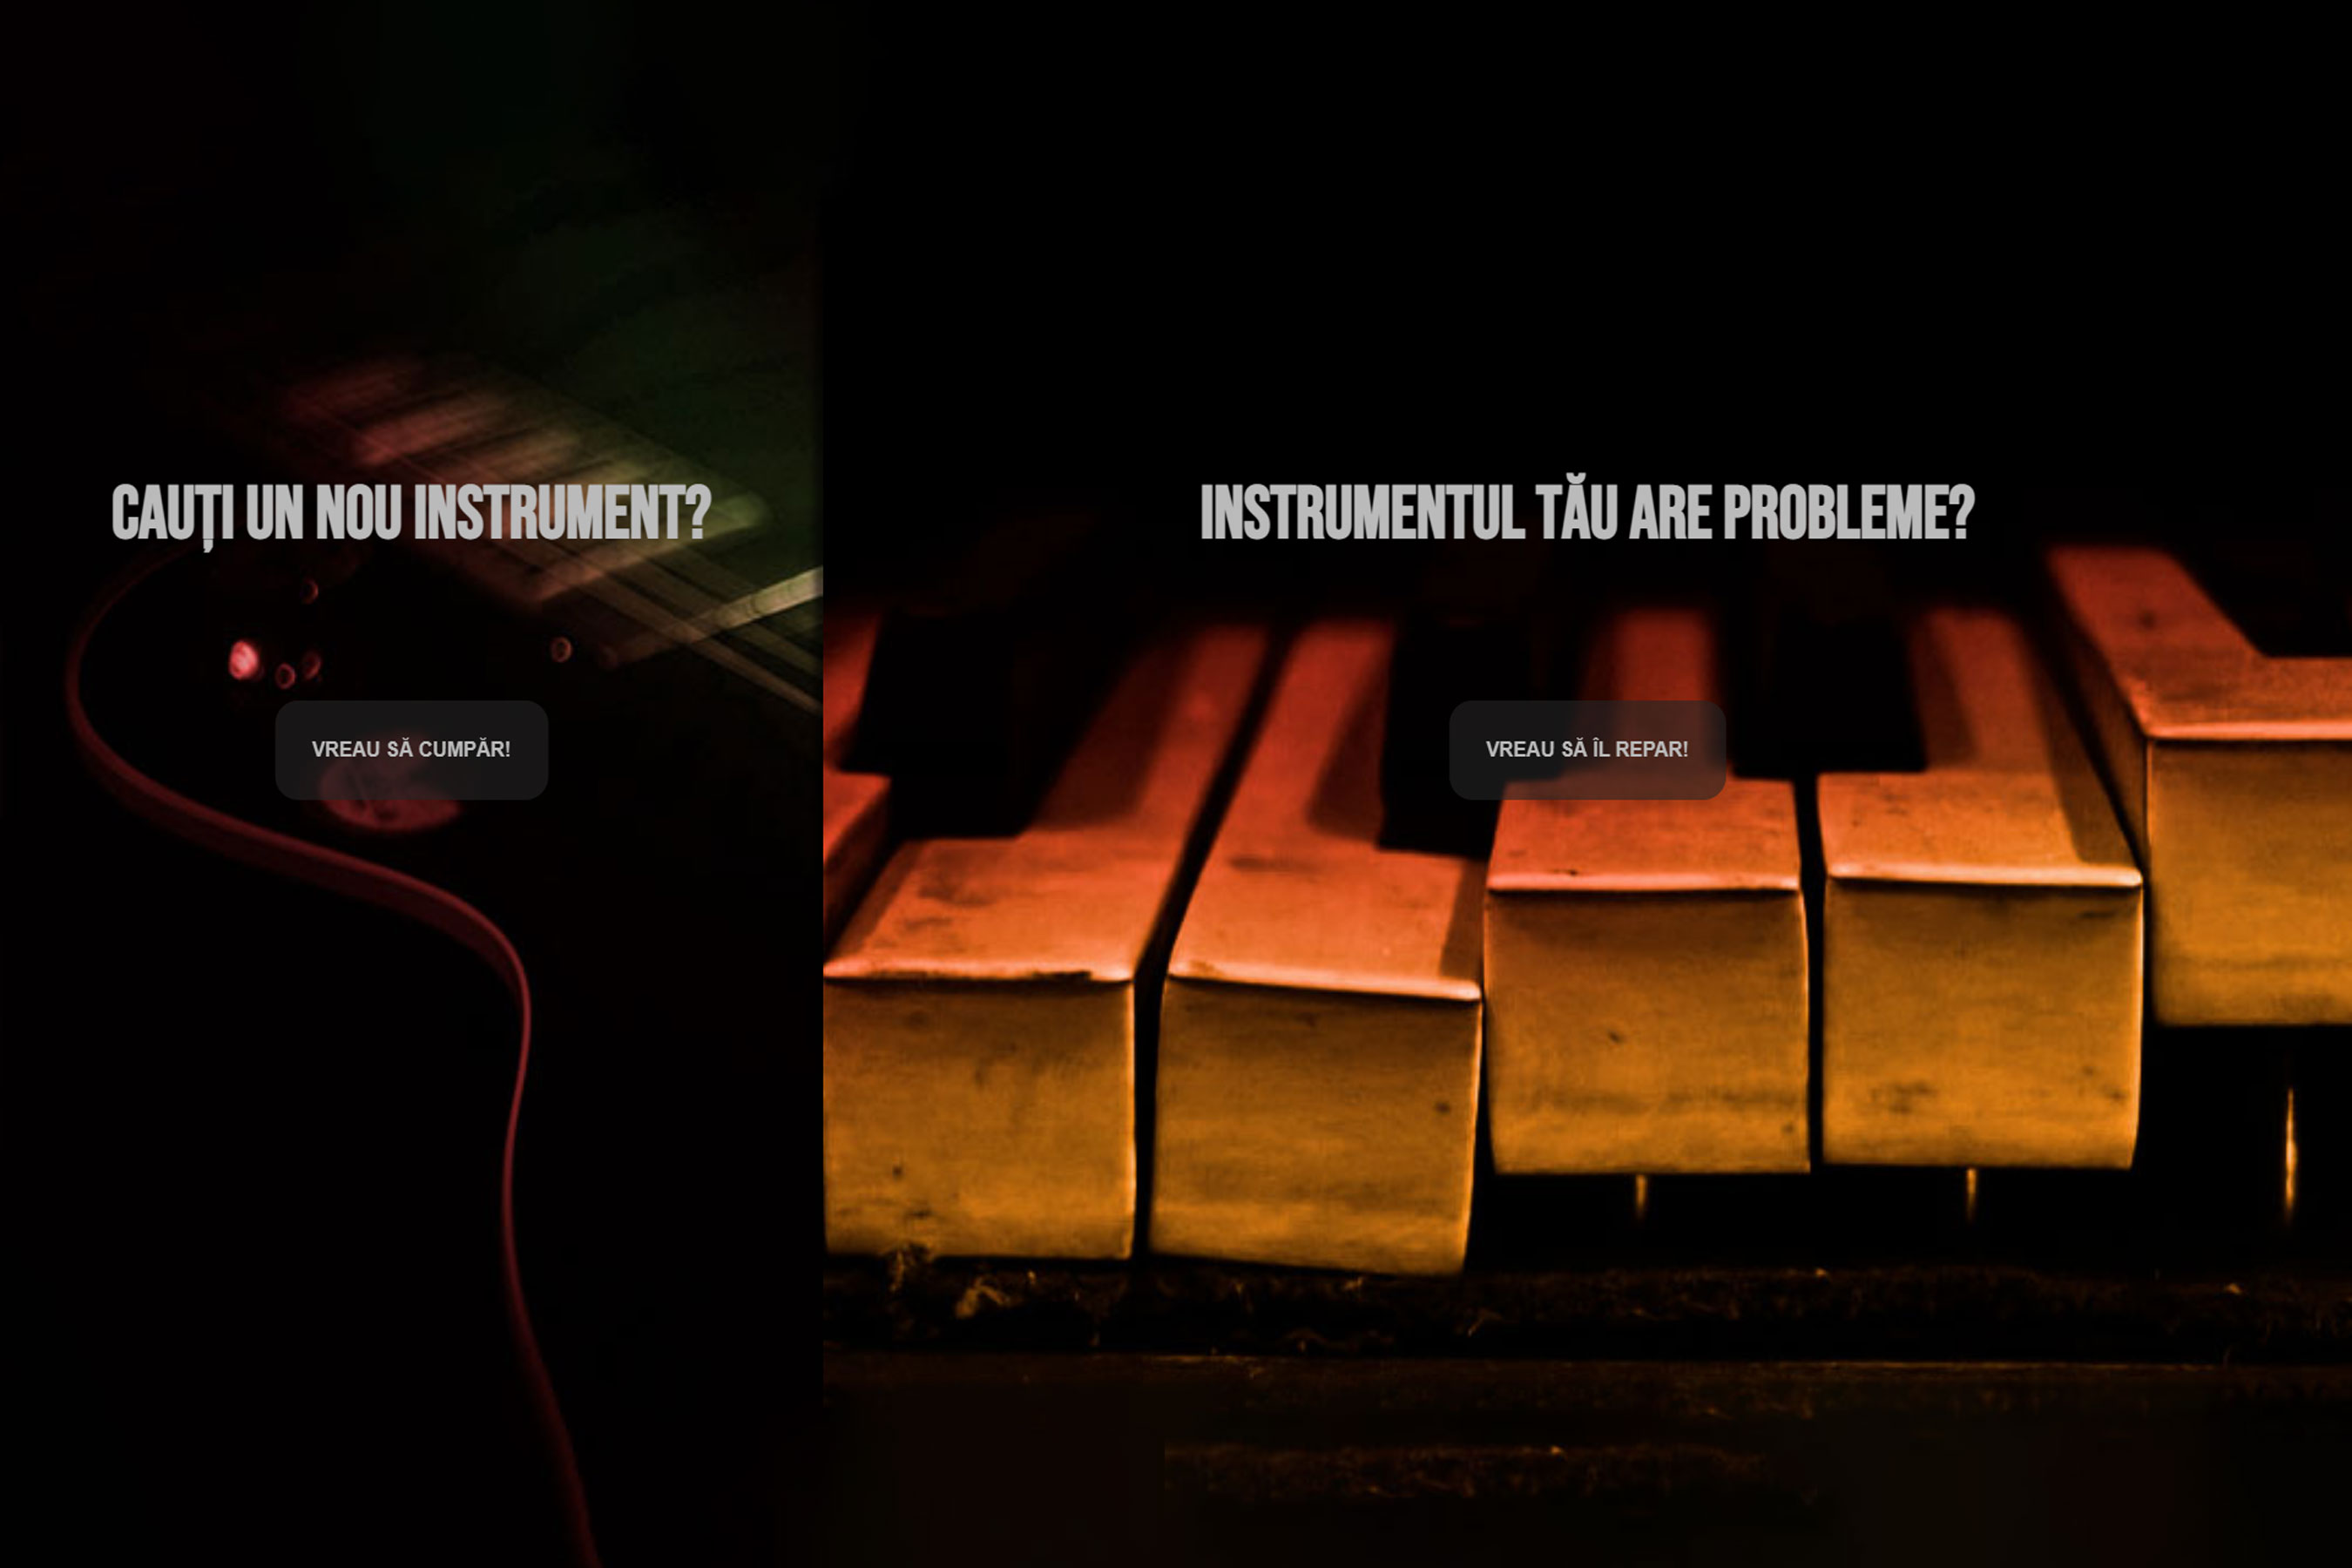 CAUȚI UN NOU INSTRUMENT?
VREAU SĂ CUMPĂR!
INSTRUMENTUL TĂU ARE PROBLEME?
VREAU SĂ ÎL REPAR!